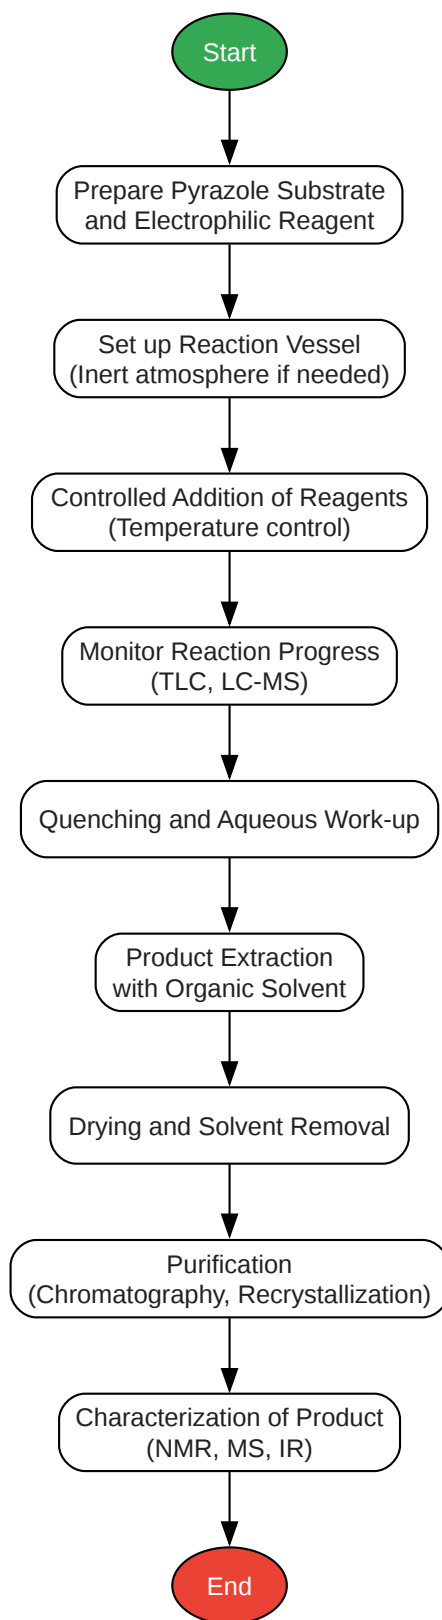 Start
Prepare Pyrazole Substrate
and Electrophilic Reagent
Set up Reaction Vessel
(Inert atmosphere if needed)
Controlled Addition of Reagents
(Temperature control)
Monitor Reaction Progress
(TLC, LC-MS)
Quenching and Aqueous Work-up
Product Extraction
with Organic Solvent
Drying and Solvent Removal
Purification
(Chromatography, Recrystallization)
Characterization of Product
(NMR, MS, IR)
End